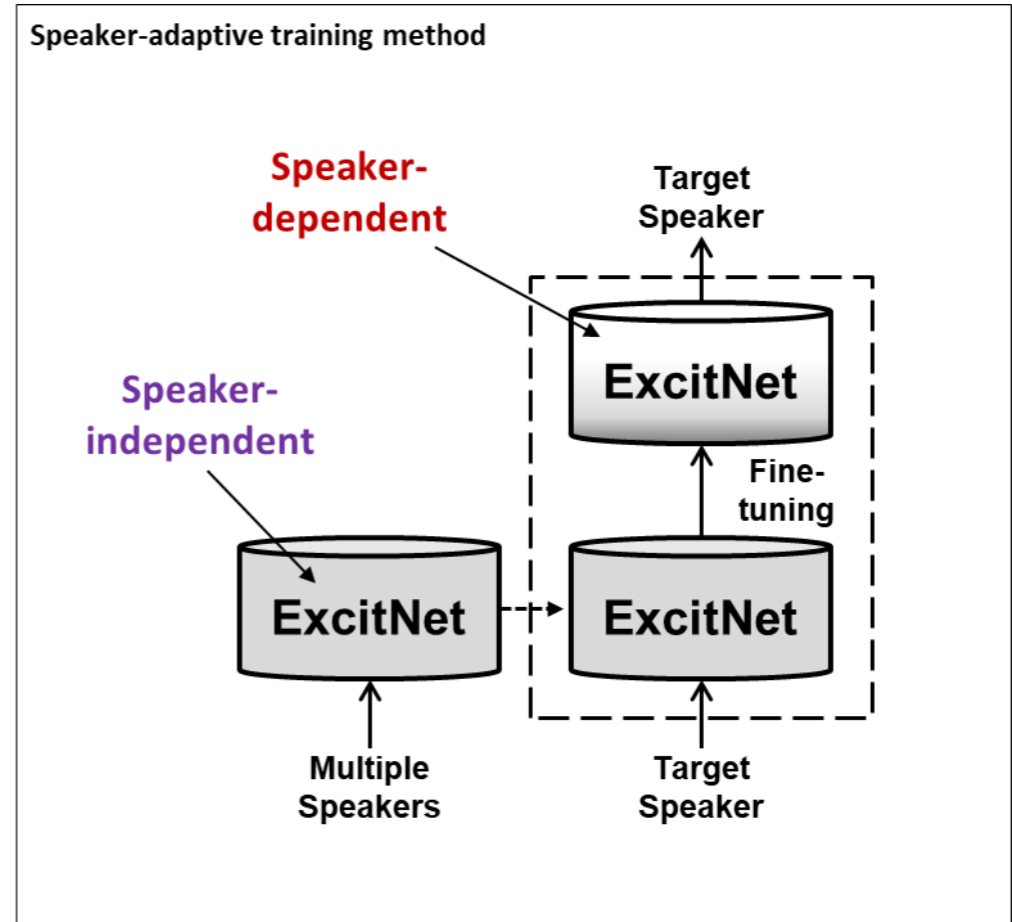 Speaker-adaptive training method
Speaker-
dependent
Target
Speaker
ExcitNet
Speaker-
independent
Fine-
tuning
ExcitNet
ExcitNet
Multiple
Speakers
Target
Speaker